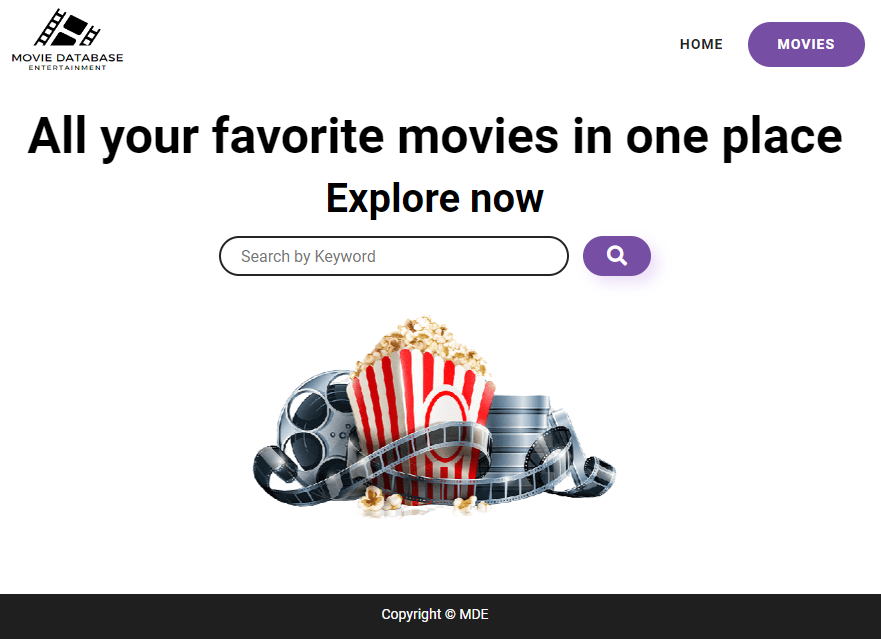 MOVIE DATABASE
ENTERTAINMENT
HOME
MOVIES
All your favorite movies in one place
Explore now
Search by Keyword
Copyright © MDE